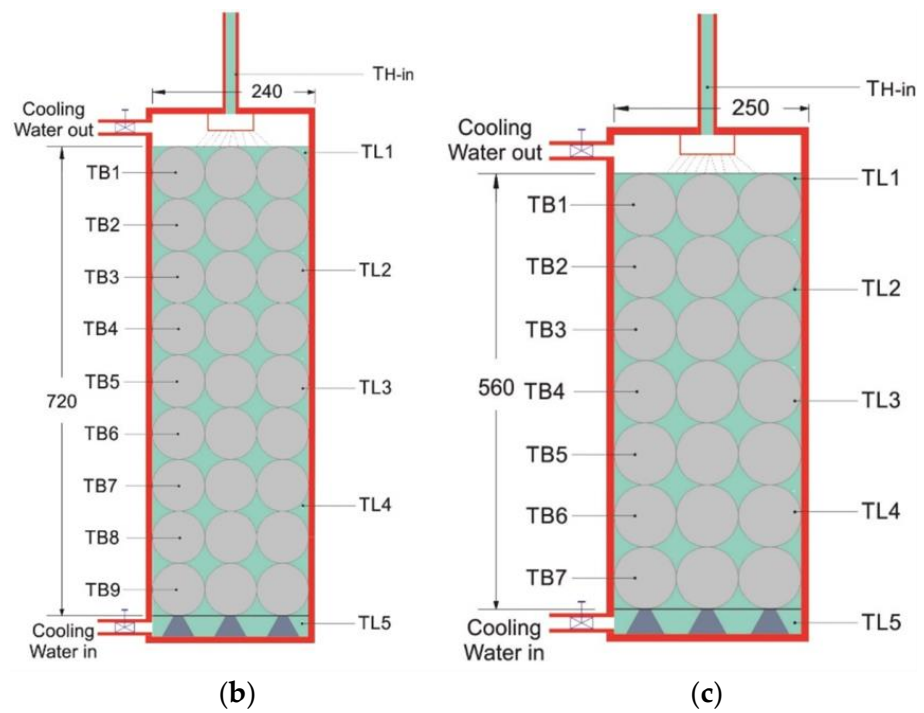 TH-in
240
Cooling
Water out
TL1
TB1
TB2
TL2
TB3
TB4
TB5
TL3
720
TB6
TB7
TL4
TB8
TB9
TL5
Cooling
Water in
(b)
TH-in
250
Cooling
Water out
TL1
TB1
TB2
TL2
TB3
TB4
TL3
560
TB5
TL4
TB6
TB7
TL5
Cooling
Water in
(c)